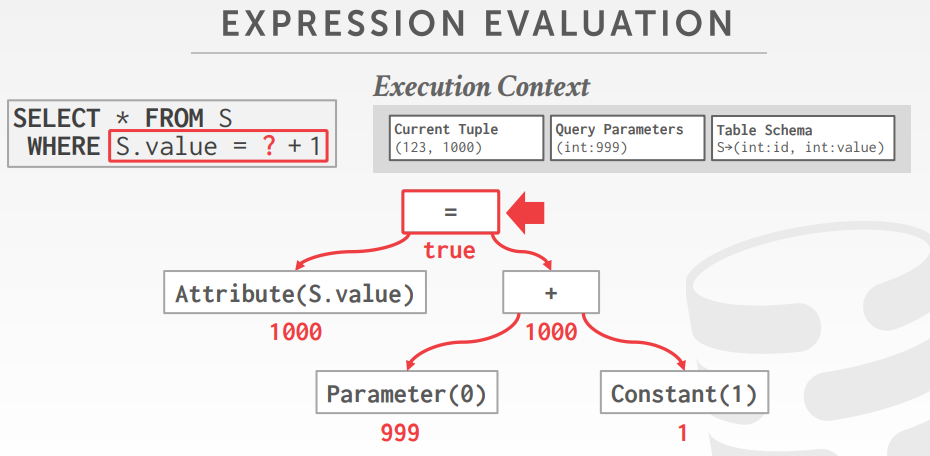 EXPRESSION EVALUATION
SELECT * FROM S
WHERE S.value = ? + 1
Execution Context
Current Tuple
(123, 1000)
Query Parameters
(int:999)
Table Schema
S→(int:id, int:value)
=
true
Attribute(S.value)
+
1000
1000
Parameter(0)
Constant(1)
999
1